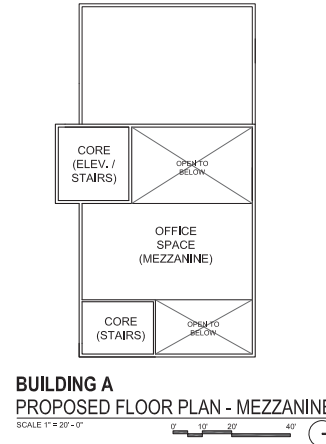 CORE
(ELEV. /
STAIRS)
OPEN TO
BELOW
OFFICE
SPACE
(MEZZANINE)
CORE
(STAIRS)
OPEN TO
BELOW
BUILDING A
PROPOSED FLOOR PLAN - MEZZANINE
SCALE 1" = 20' - 0"
0' 10' 20' 40'